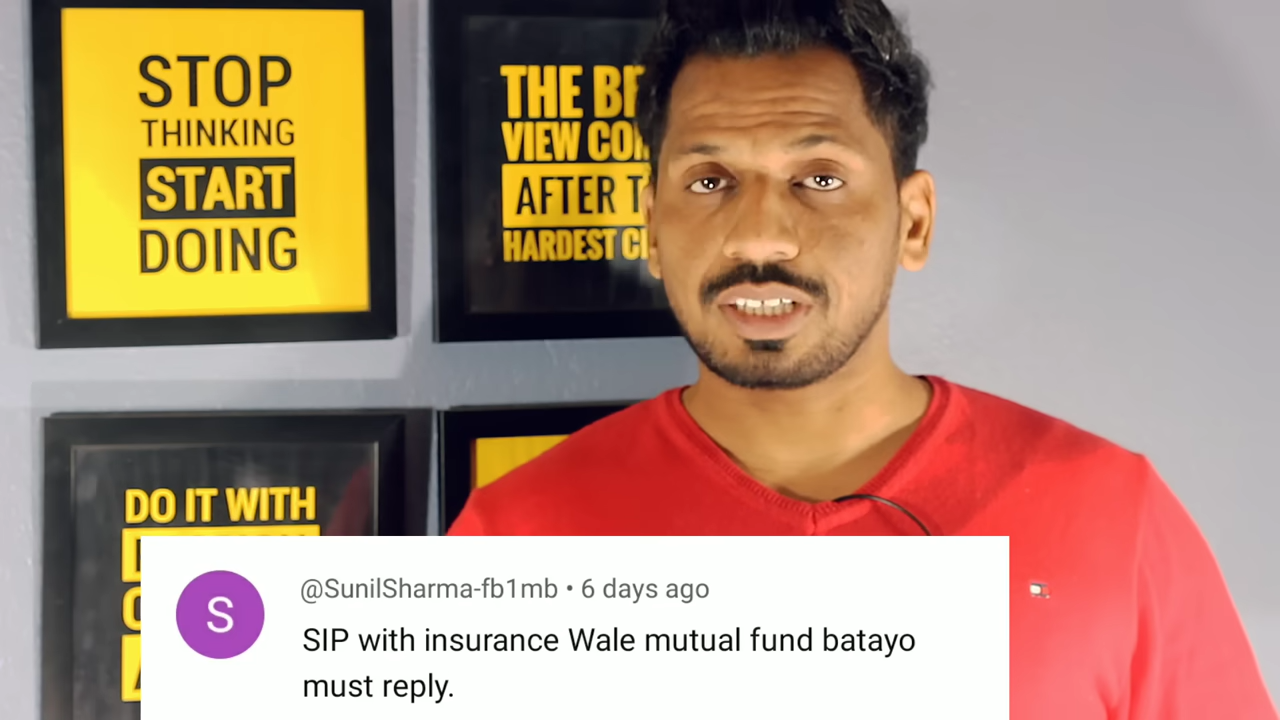 STOP
THINKING
START
DOING
THE
VIEW
AFTER
HARDEST
DO IT WITH
S
@SunilSharma-fb1mb • 6 days ago
SIP with insurance Wale mutual fund batayo
must reply.